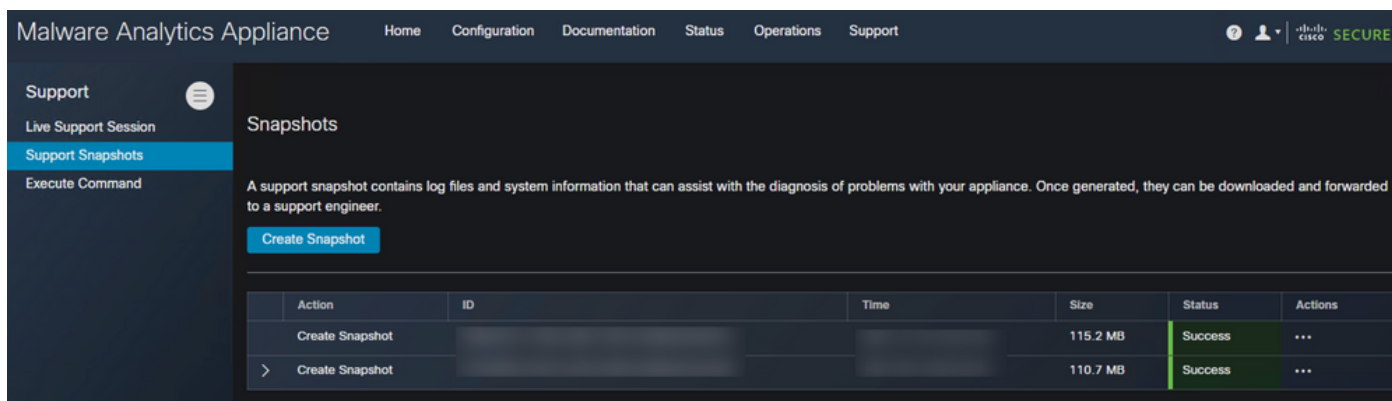 Malware Analytics Appliance Home Configuration Documentation Status Operations Support ? cisco SECURE
Support
Live Support Session
Support Snapshots
Execute Command
Snapshots
A support snapshot contains log files and system information that can assist with the diagnosis of problems with your appliance. Once generated, they can be downloaded and forwarded
to a support engineer.
Create Snapshot
Action ID Time Size Status Actions
Create Snapshot 115.2 MB Success ...
> Create Snapshot 110.7 MB Success ...